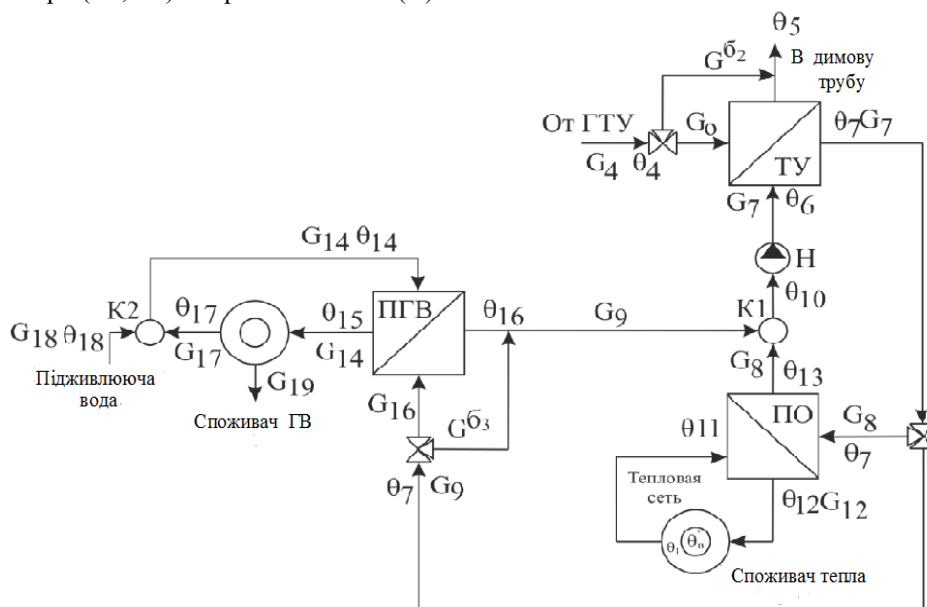 θ5
В димову
трубу
Gб2
От ГТУ
G4 θ4
G0
ТУ
θ7G7
G7 θ6
Н
θ10
К1
G14 θ14
К2
θ17
G18 θ18
G17
Підживлююча
вода
G19
Споживач ГВ
θ15
G14
ПГВ
θ16
G9
G16
Gб3
θ7 G9
G8 θ13
ПО
G8
θ7
θ11
Тепловая
сеть
θ12G12
θ1 θп
Споживач тепла